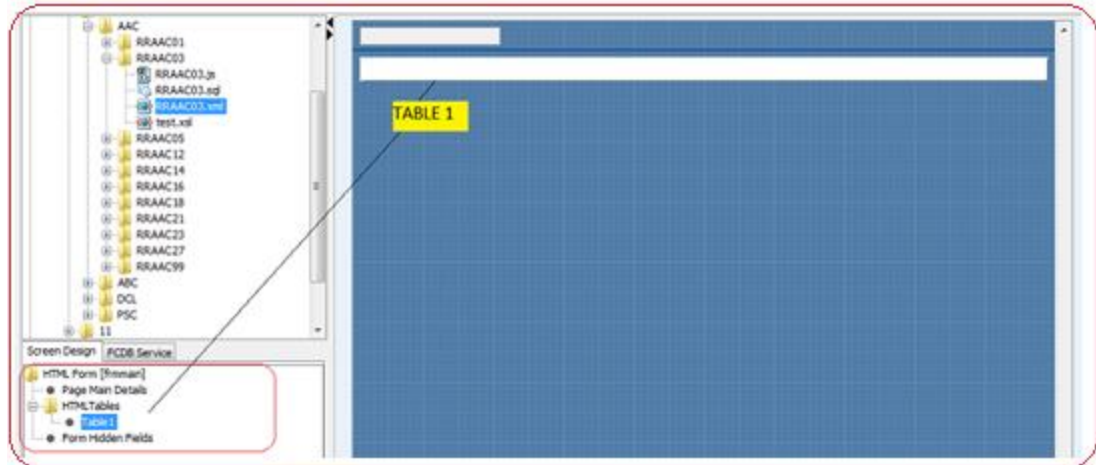 AAC
RRAAC01
RRAAC03
RRAAC03.js
RRAAC03.sql
RRAAC03.xml
test.xsl
RRAAC05
RRAAC12
RRAAC14
RRAAC16
RRAAC18
RRAAC21
RRAAC23
RRAAC27
RRAAC99
ABC
DCL
PSC
11
Screen Design FCDB Service
HTML Form [frmmain]
Page Main Details
HTMLTables
Table1
Form Hidden Fields
TABLE 1